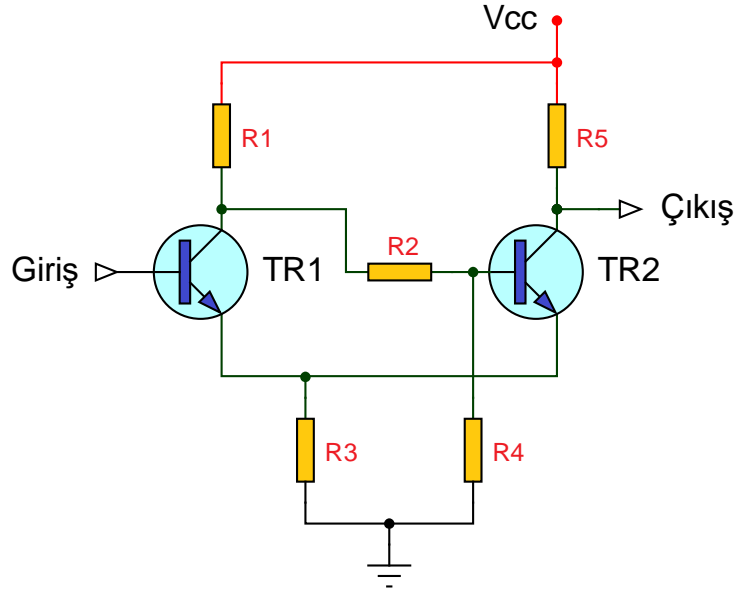 Vcc
R1
R5
Çıkış
Giriş
TR1
R2
TR2
R3
R4